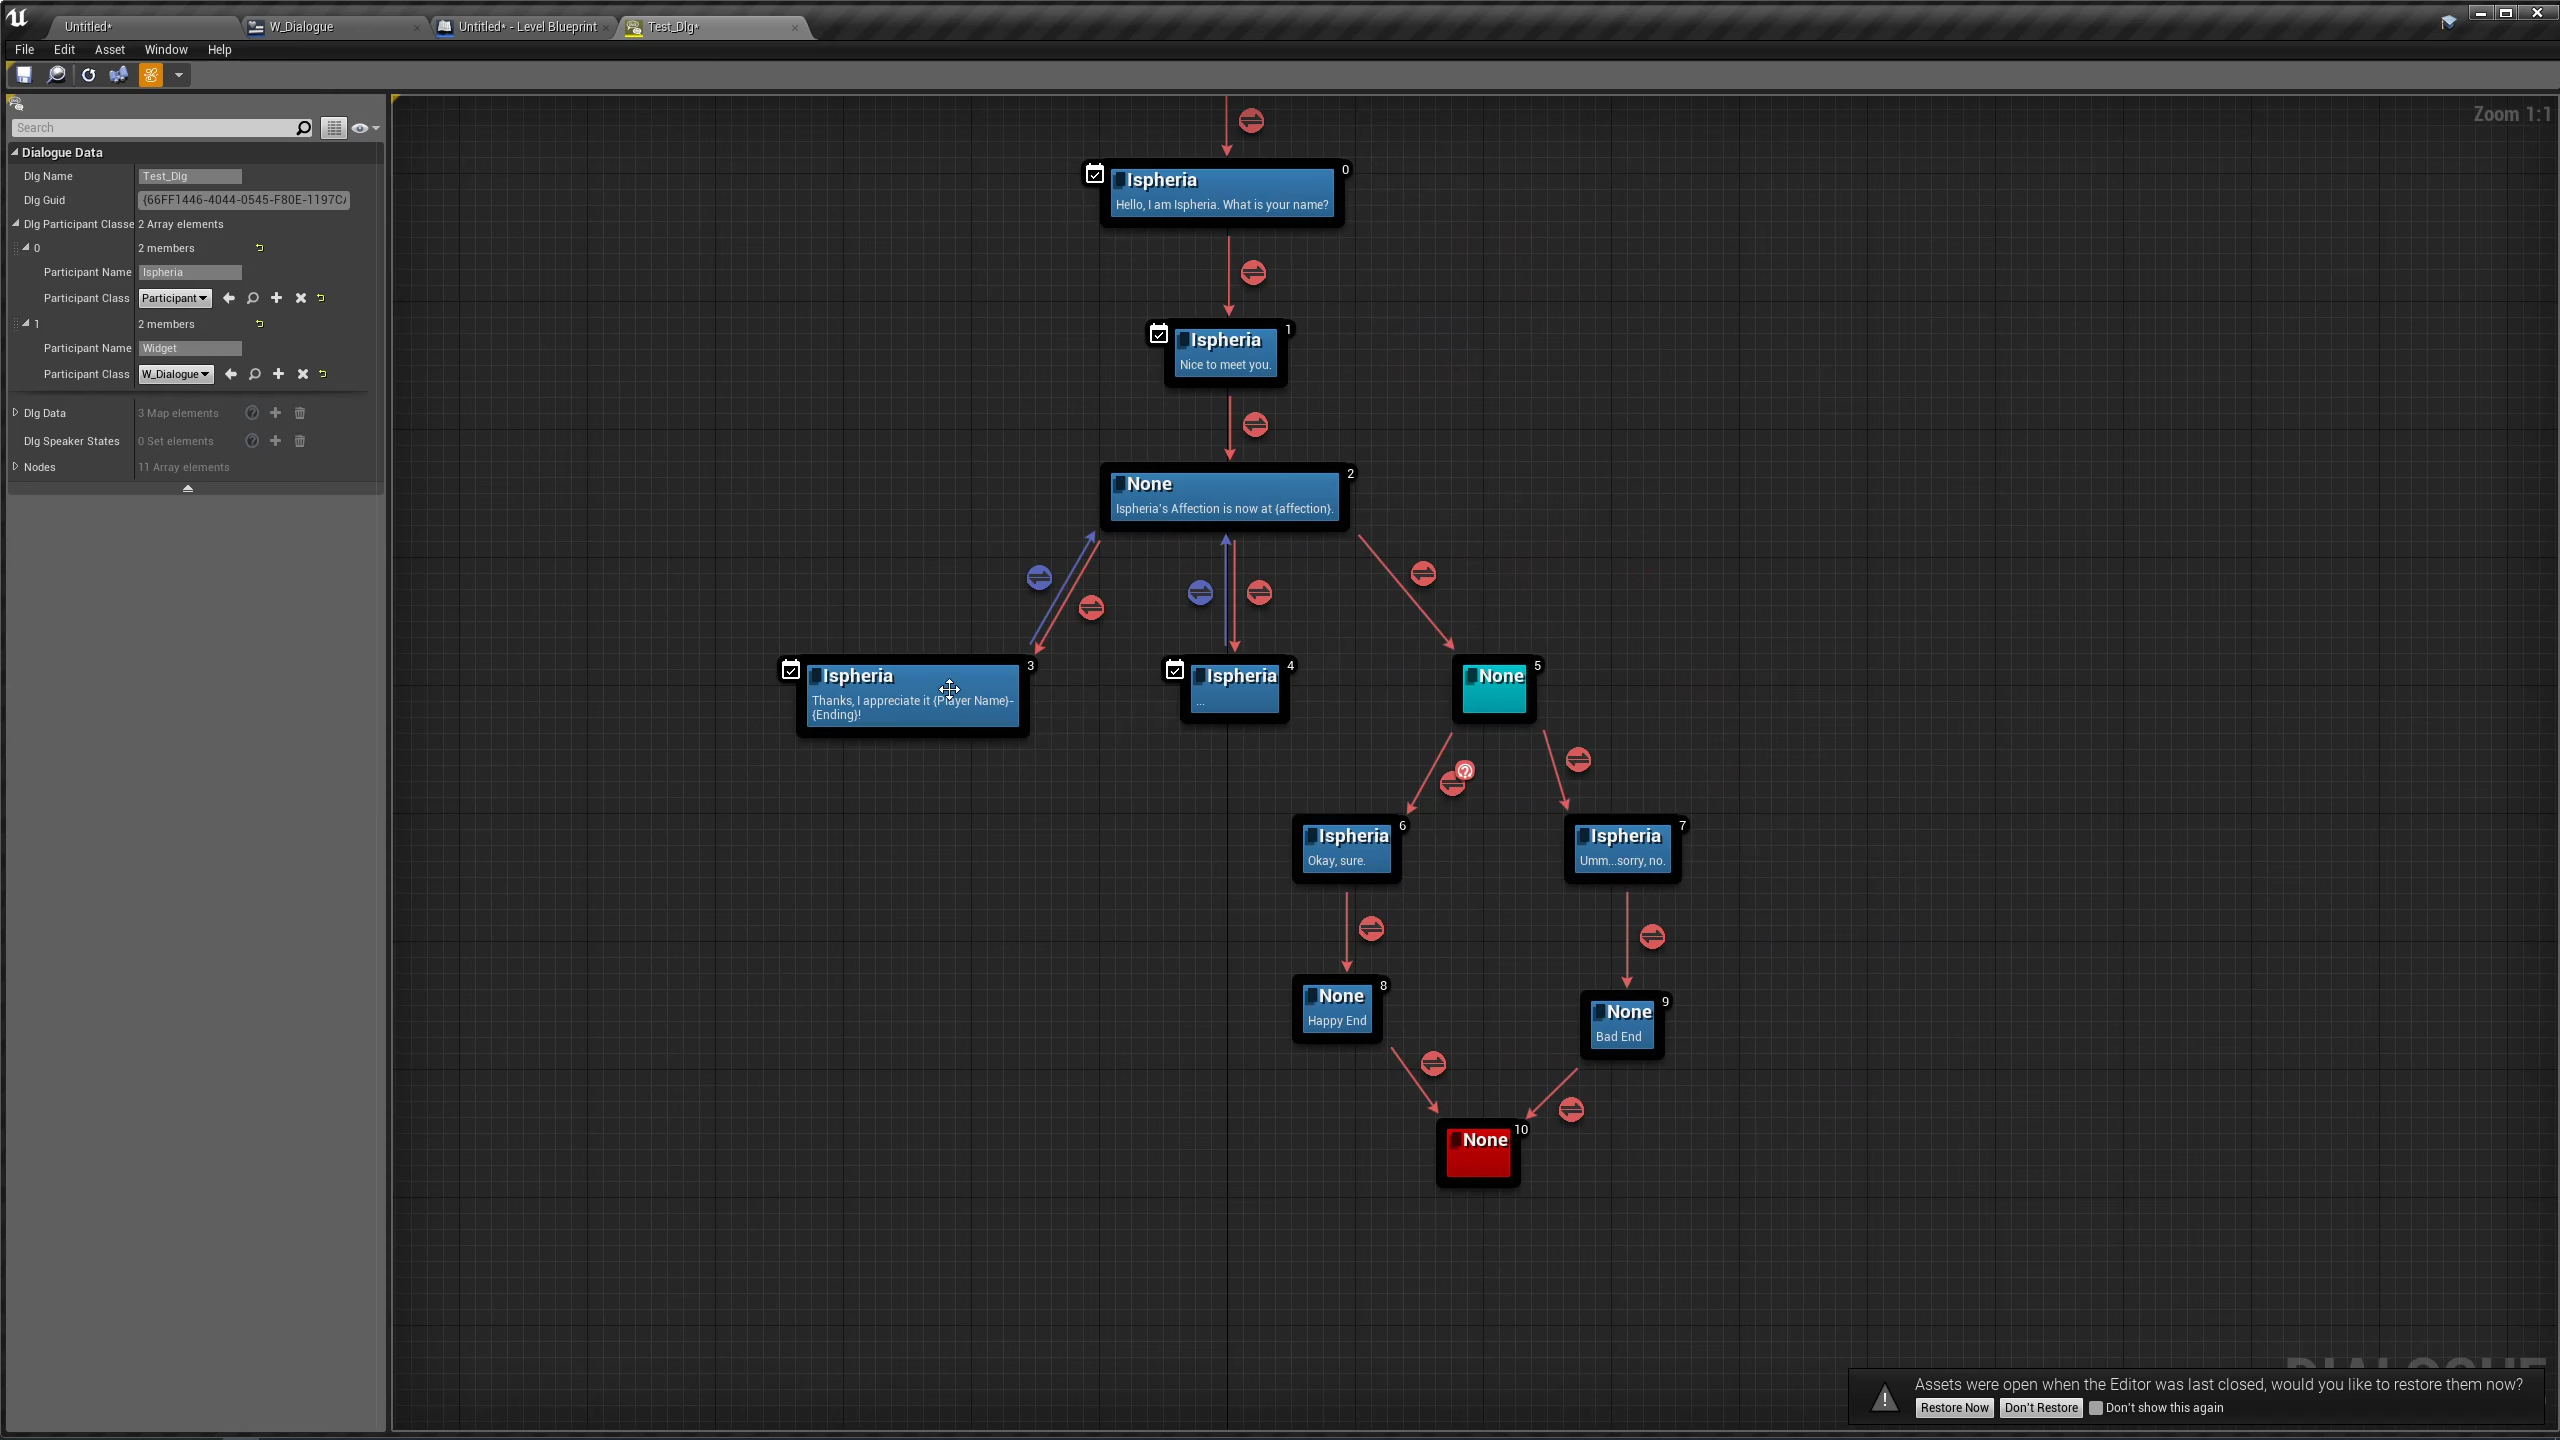 Untitled*
W_Dialogue
Untitled* - Level Blueprint
Test_Dlg*
File Edit Asset Window Help
Search
Dialogue Data
Dlg Name Test_Dlg
Dlg Guid {66FF1446-4044-0545-F80E-1197C
Dlg Participant Classe 2 Array elements
0 2 members
Participant Name Ispheria
Participant Class Participant
1 2 members
Participant Name Widget
Participant Class W_Dialogue
Dlg Data 3 Map elements
Dlg Speaker States 0 Set elements
Nodes 11 Array elements
Zoom 1:1
Ispheria 0
Hello, I am Ispheria. What is your name?
Ispheria 1
Nice to meet you.
None 2
Ispheria's Affection is now at {affection}.
Ispheria 3
Thanks, I appreciate it {Player Name}-
{Ending}!
Ispheria 4
...
None 5
Ispheria 6
Okay, sure.
Ispheria 7
Umm...sorry, no.
None 8
Happy End
None 9
Bad End
None 10
DIALOGUE
Assets were open when the Editor was last closed, would you like to restore them now?
Restore Now Don't Restore Don't show this again